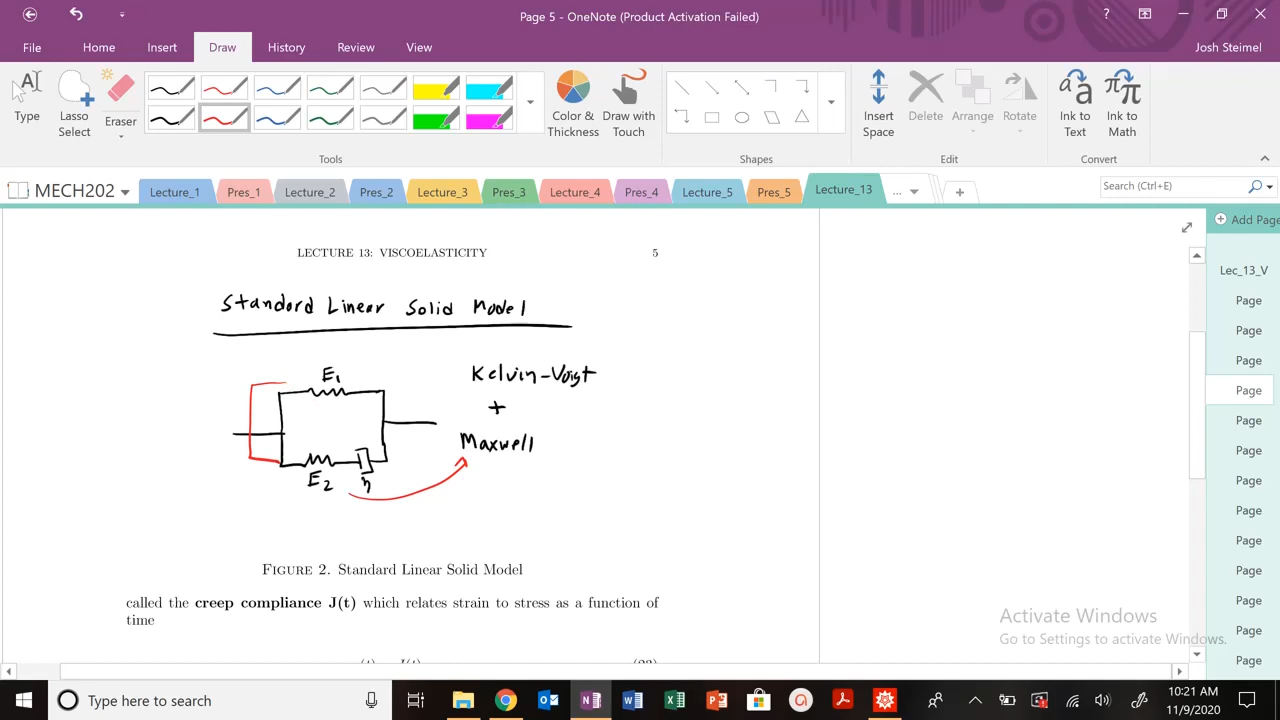 Page 5 - OneNote (Product Activation Failed)
?
File
Home
Insert
Draw
History
Review
View
Josh Steimel
Type
Lasso Select
Eraser
Color & Thickness
Draw with Touch
Insert Space
Delete
Arrange
Rotate
Ink to Text
Ink to Math
Tools
Shapes
Edit
Convert
MECH202
Lecture_1
Pres_1
Lecture_2
Pres_2
Lecture_3
Pres_3
Lecture_4
Pres_4
Lecture_5
Pres_5
Lecture_13
...
Search (Ctrl+E)
Add Page
Lec_13_V
Page
Page
Page
Page
Page
Page
Page
Page
Page
Page
Page
Page
Page
LECTURE 13: VISCOELASTICITY 5
Standard Linear Solid Model
E1
Kelvin-Voigt
+
Maxwell
E2 η
FIGURE 2. Standard Linear Solid Model
called the creep compliance J(t) which relates strain to stress as a function of
time
Activate Windows
Go to Settings to activate Windows.
Type here to search
10:21 AM
11/9/2020